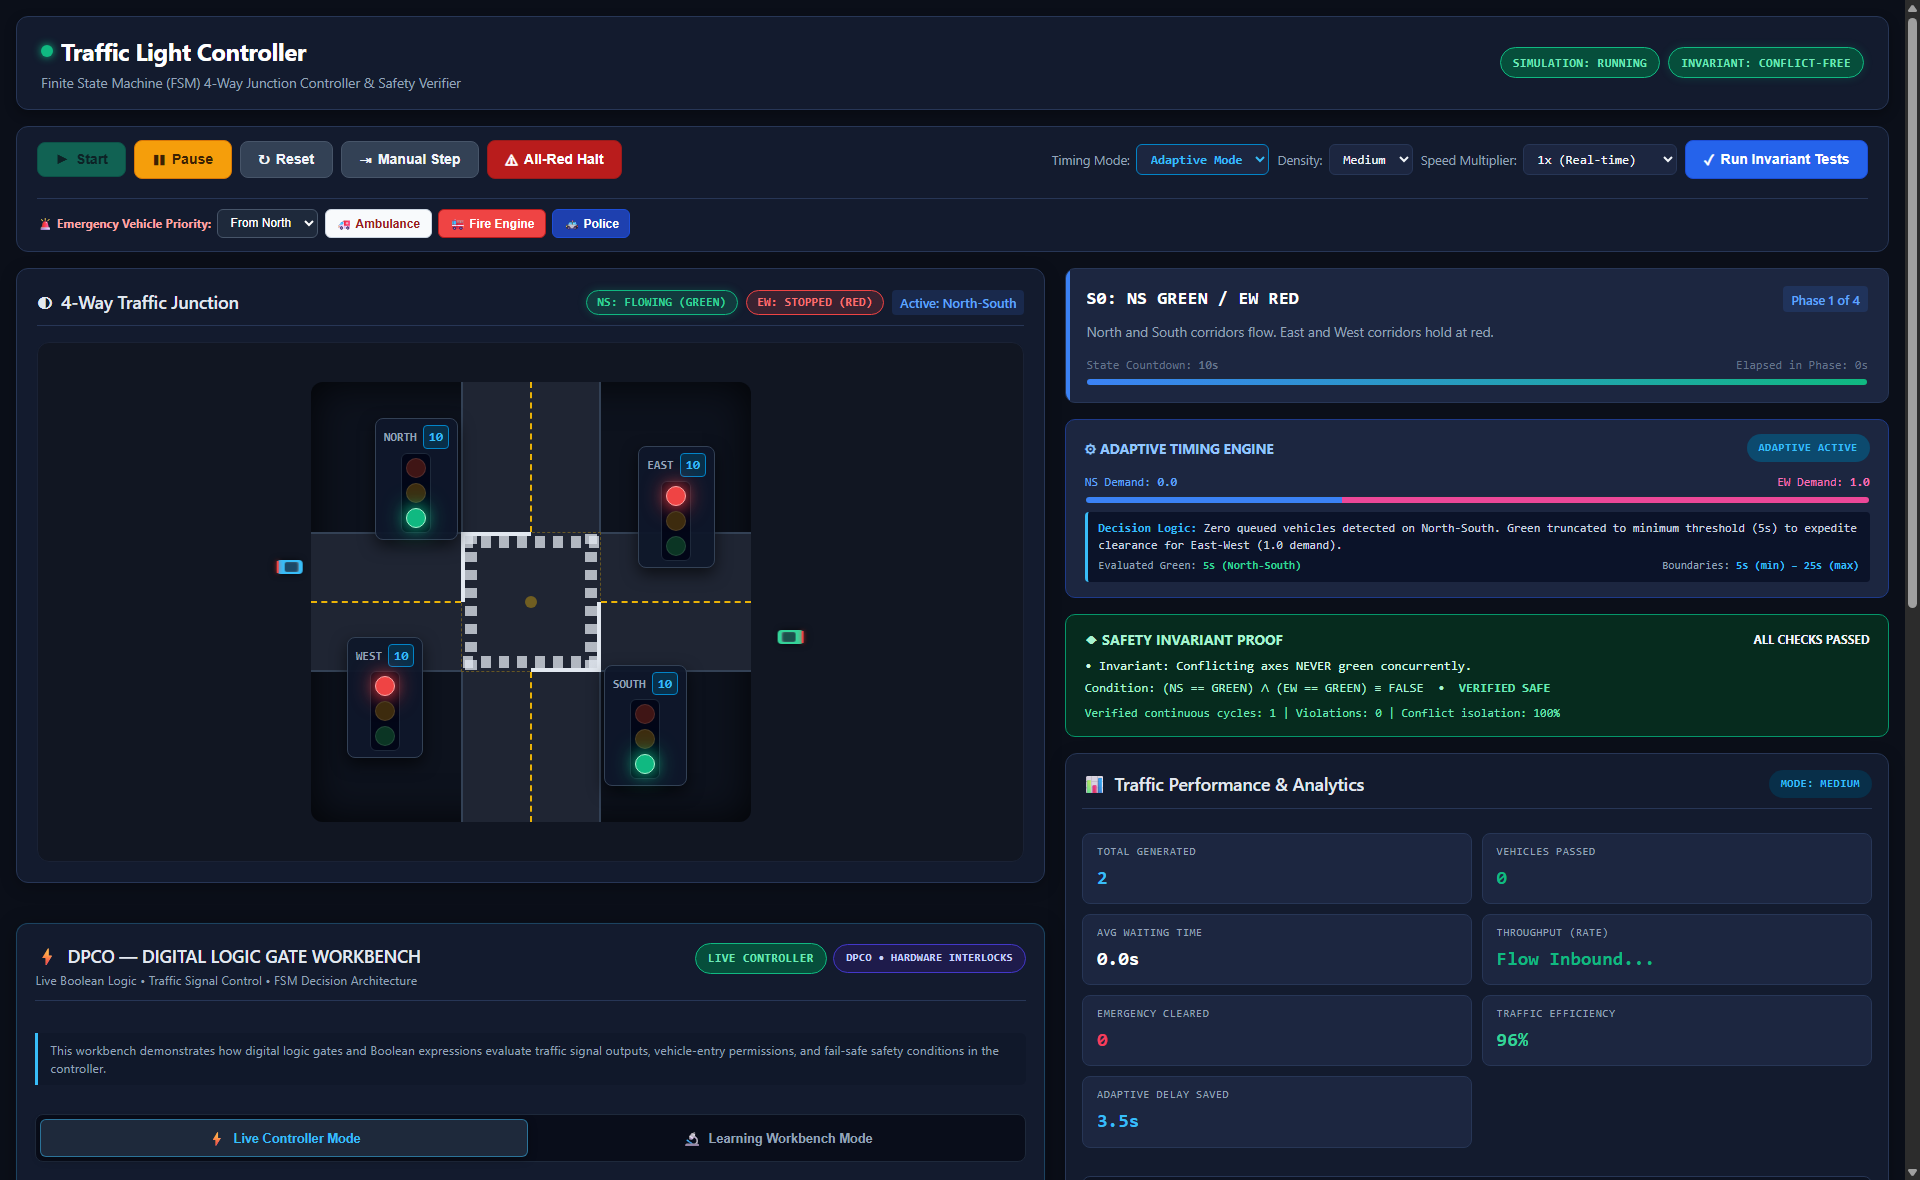 Traffic Light Controller
Finite State Machine (FSM) 4-Way Junction Controller & Safety Verifier
SIMULATION: RUNNING
INVARIANT: CONFLICT-FREE
Start
Pause
Reset
Manual Step
All-Red Halt
Timing Mode:
Adaptive Mode
Density:
Medium
Speed Multiplier:
1x (Real-time)
✓ Run Invariant Tests
Emergency Vehicle Priority:
From North
Ambulance
Fire Engine
Police
4-Way Traffic Junction
NS: FLOWING (GREEN)
EW: STOPPED (RED)
Active: North-South
NORTH 10
EAST 10
WEST 10
SOUTH 10
S0: NS GREEN / EW RED
Phase 1 of 4
North and South corridors flow. East and West corridors hold at red.
State Countdown: 10s
Elapsed in Phase: 0s
ADAPTIVE TIMING ENGINE
ADAPTIVE ACTIVE
NS Demand: 0.0
EW Demand: 1.0
Decision Logic: Zero queued vehicles detected on North-South. Green truncated to minimum threshold (5s) to expedite
clearance for East-West (1.0 demand).
Evaluated Green: 5s (North-South)
Boundaries: 5s (min) – 25s (max)
SAFETY INVARIANT PROOF
ALL CHECKS PASSED
• Invariant: Conflicting axes NEVER green concurrently.
Condition: (NS == GREEN) ∧ (EW == GREEN) ≡ FALSE • VERIFIED SAFE
Verified continuous cycles: 1 | Violations: 0 | Conflict isolation: 100%
Traffic Performance & Analytics
MODE: MEDIUM
TOTAL GENERATED
2
VEHICLES PASSED
0
AVG WAITING TIME
0.0s
THROUGHPUT (RATE)
Flow Inbound...
EMERGENCY CLEARED
0
TRAFFIC EFFICIENCY
96%
ADAPTIVE DELAY SAVED
3.5s
DPCO — DIGITAL LOGIC GATE WORKBENCH
Live Boolean Logic • Traffic Signal Control • FSM Decision Architecture
LIVE CONTROLLER
DPCO • HARDWARE INTERLOCKS
This workbench demonstrates how digital logic gates and Boolean expressions evaluate traffic signal outputs, vehicle-entry permissions, and fail-safe safety conditions in the
controller.
Live Controller Mode
Learning Workbench Mode